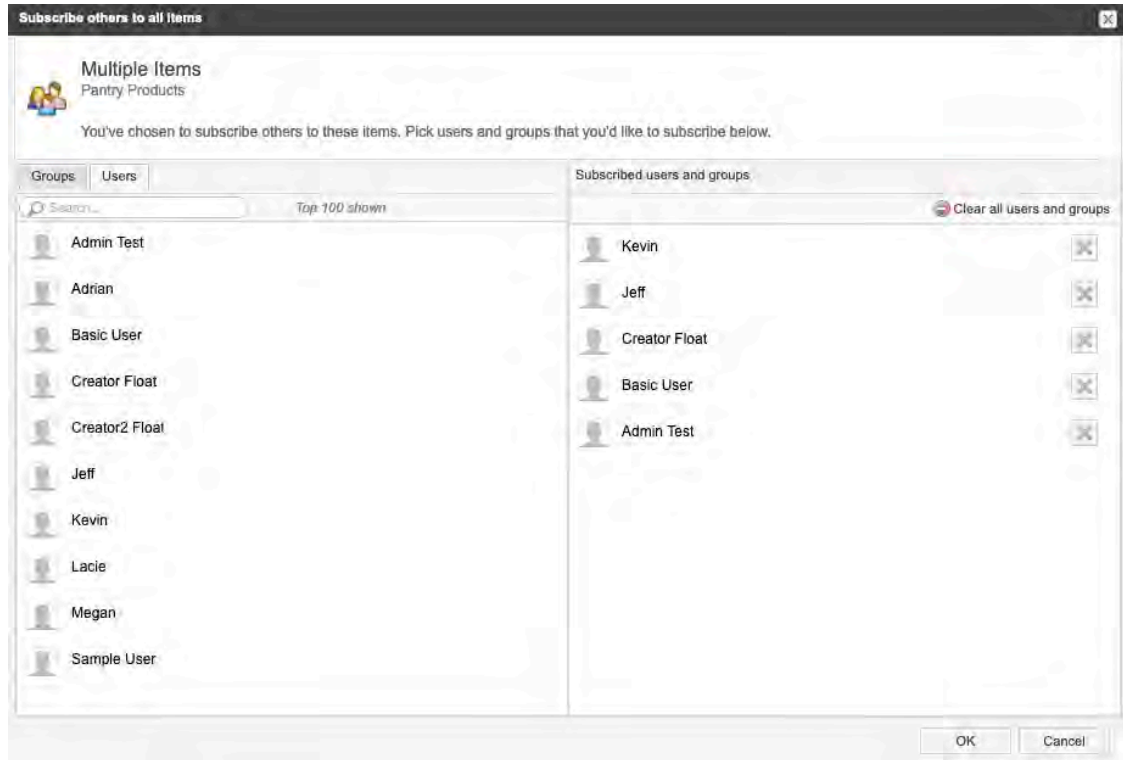 Subscribe others to all items
Multiple Items
Pantry Products
You've chosen to subscribe others to these items. Pick users and groups that you'd like to subscribe below.
Groups Users
Search...
Top 100 shown
Admin Test
Adrian
Basic User
Creator Float
Creator2 Float
Jeff
Kevin
Lacie
Megan
Sample User
Subscribed users and groups
Clear all users and groups
Kevin
Jeff
Creator Float
Basic User
Admin Test
OK Cancel